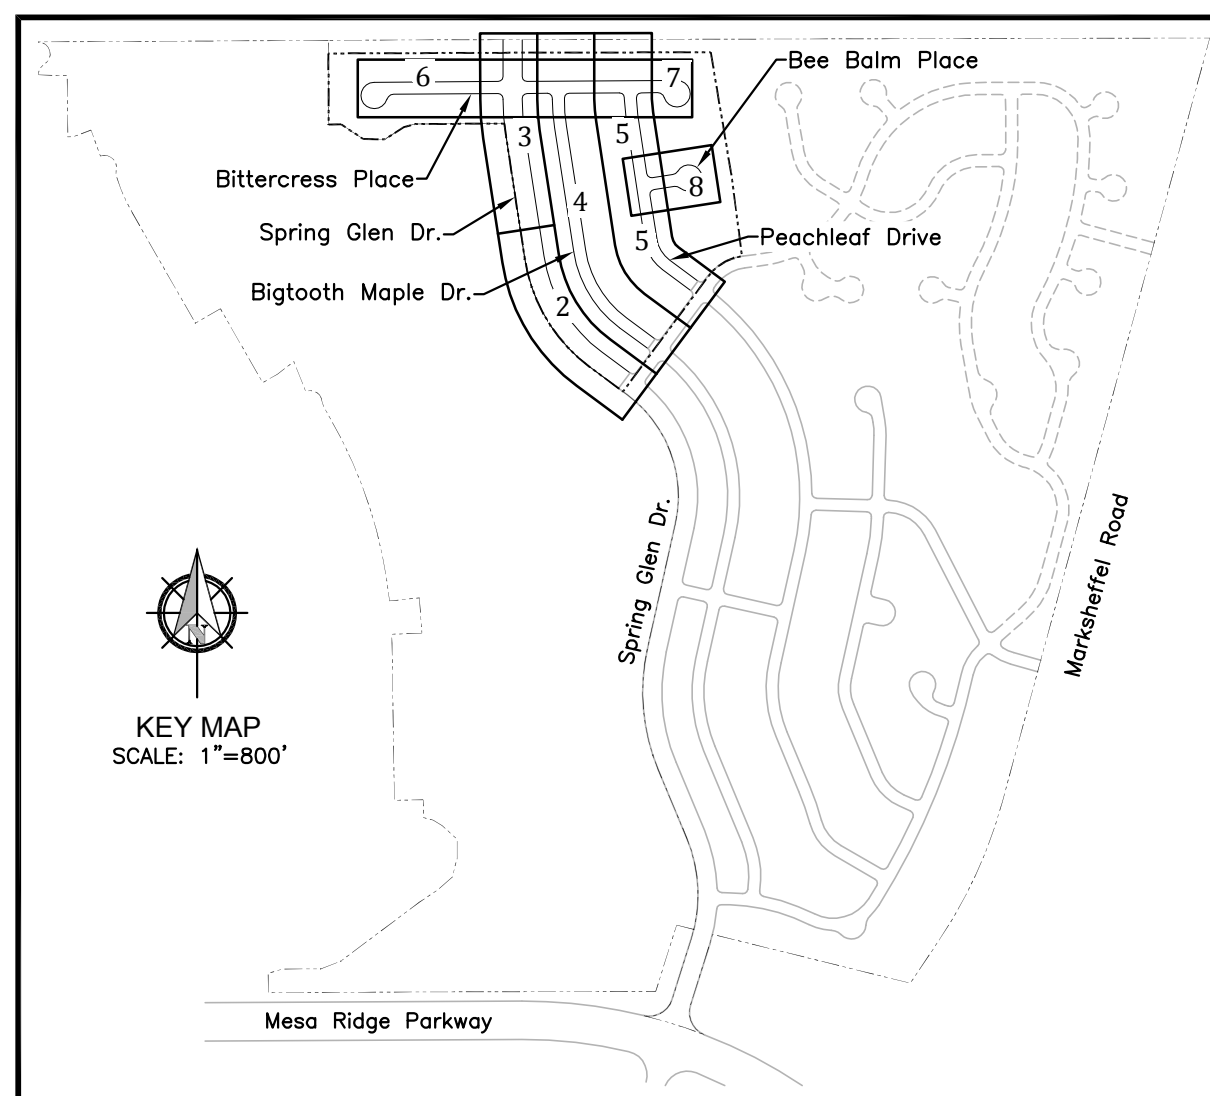 Bee Balm Place
6
7
3
5
Bittercress Place
8
4
Spring Glen Dr.
5
Peachleaf Drive
Bigtooth Maple Dr.
2
Spring Glen Dr.
Marksheffel Road
N
KEY MAP
SCALE: 1"=800'
Mesa Ridge Parkway